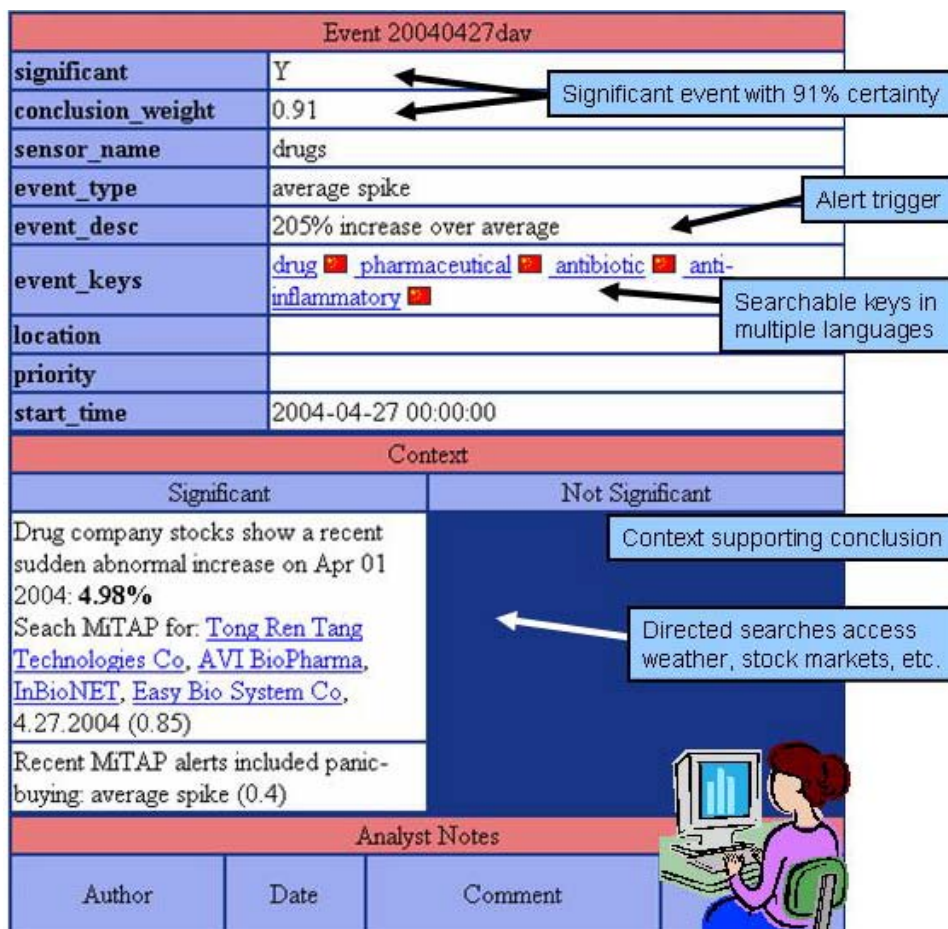 Event 20040427dav
significant
Y
conclusion_weight
0.91
Significant event with 91% certainty
sensor_name
drugs
event_type
average spike
Alert trigger
event_desc
205% increase over average
event_keys
drug pharmaceutical antibiotic anti-
inflammatory
Searchable keys in
multiple languages
location
priority
start_time
2004-04-27 00:00:00
Context
Significant
Not Significant
Drug company stocks show a recent
sudden abnormal increase on Apr 01
2004: 4.98%
Seach MiTAP for: Tong Ren Tang
Technologies Co, AVI BioPharma,
InBioNET, Easy Bio System Co,
4.27.2004 (0.85)
Context supporting conclusion
Directed searches access
weather, stock markets, etc.
Recent MiTAP alerts included panic-
buying: average spike (0.4)
Analyst Notes
Author
Date
Comment